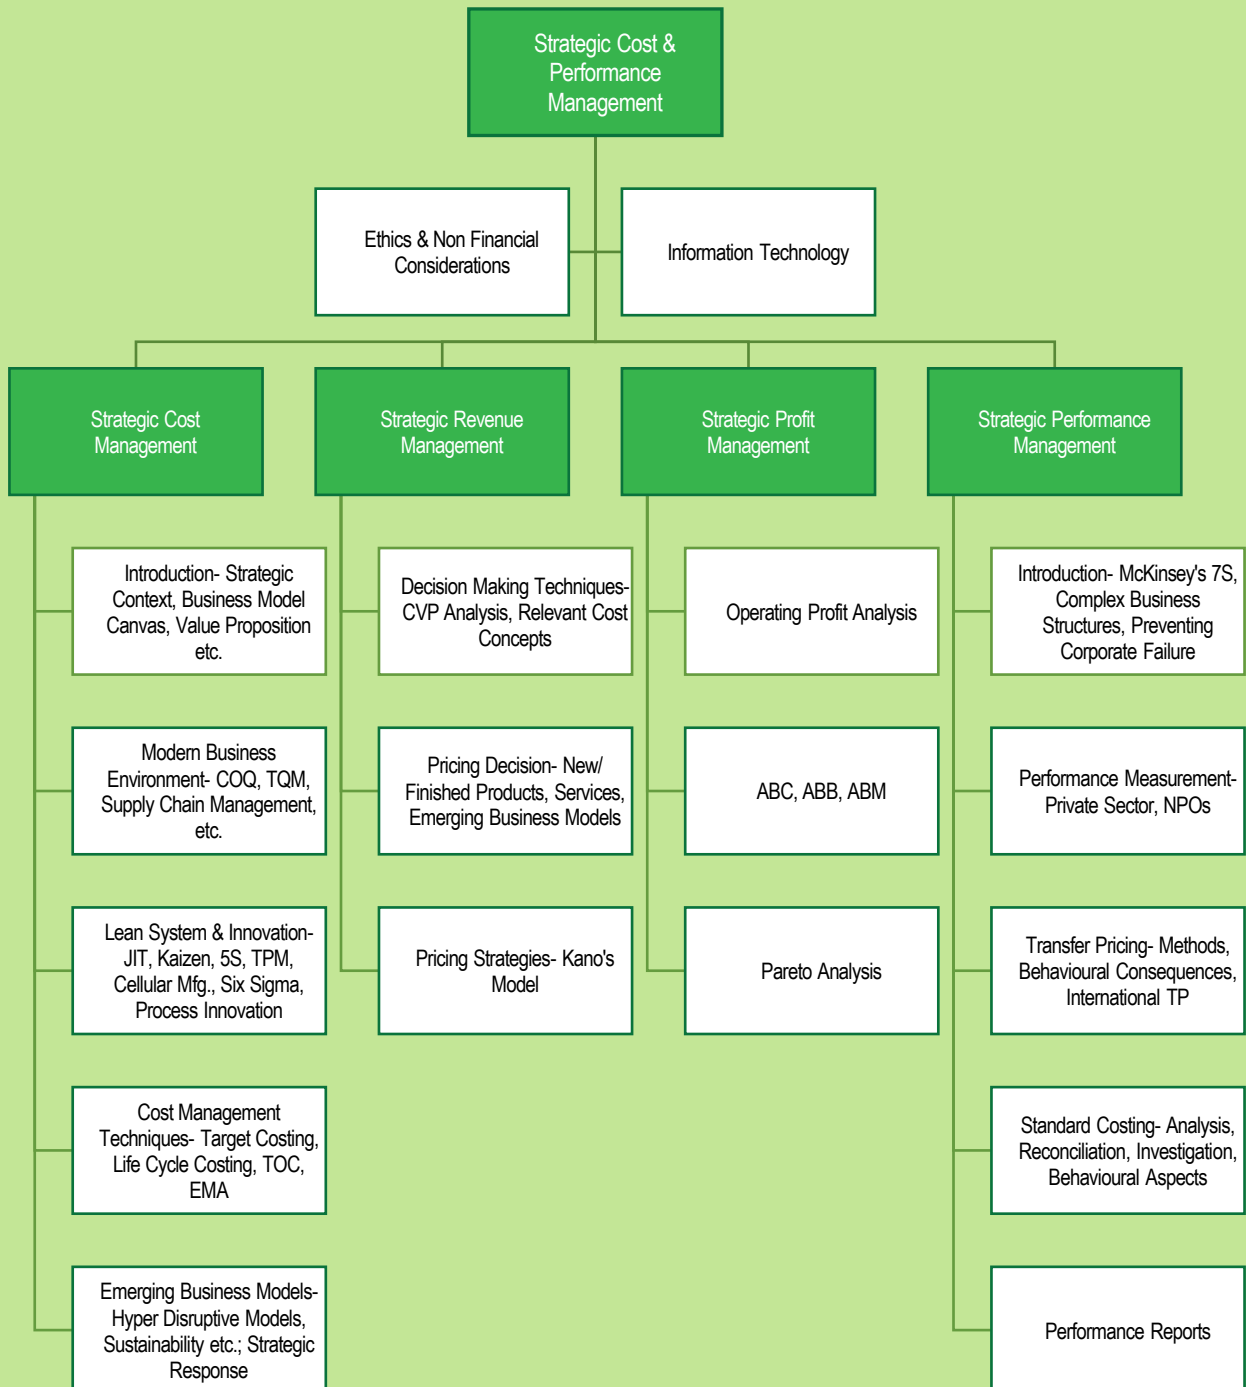 Strategic Cost &
Performance
Management
Ethics & Non Financial
Considerations
Information Technology
Strategic Cost
Management
Strategic Revenue
Management
Strategic Profit
Management
Strategic Performance
Management
Introduction- Strategic
Context, Business Model
Canvas, Value Proposition
etc.
Modern Business
Environment- COQ, TQM,
Supply Chain Management,
etc.
Lean System & Innovation-
JIT, Kaizen, 5S, TPM,
Cellular Mfg., Six Sigma,
Process Innovation
Cost Management
Techniques- Target Costing,
Life Cycle Costing, TOC,
EMA
Emerging Business Models-
Hyper Disruptive Models,
Sustainability etc.; Strategic
Response
Decision Making Techniques-
CVP Analysis, Relevant Cost
Concepts
Pricing Decision- New/
Finished Products, Services,
Emerging Business Models
Pricing Strategies- Kano's
Model
Operating Profit Analysis
ABC, ABB, ABM
Pareto Analysis
Introduction- McKinsey's 7S,
Complex Business
Structures, Preventing
Corporate Failure
Performance Measurement-
Private Sector, NPOs
Transfer Pricing- Methods,
Behavioural Consequences,
International TP
Standard Costing- Analysis,
Reconciliation, Investigation,
Behavioural Aspects
Performance Reports